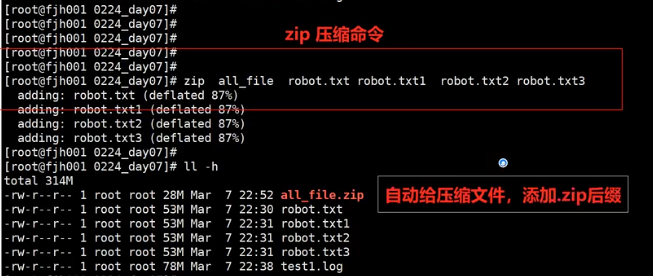 [root@fjh001 0224_day07]#
[root@fjh001 0224_day07]#
[root@fjh001 0224_day07]#
zip 压缩命令
[root@fjh001 0224_day07]#
[root@fjh001 0224_day07]#
[root@fjh001 0224_day07]# zip  all_file  robot.txt robot.txt1  robot.txt2 robot.txt3
  adding: robot.txt (deflated 87%)
  adding: robot.txt1 (deflated 87%)
  adding: robot.txt2 (deflated 87%)
  adding: robot.txt3 (deflated 87%)
[root@fjh001 0224_day07]#
[root@fjh001 0224_day07]# ll -h
total 314M
-rw-r--r-- 1 root root 28M Mar  7 22:52 all_file.zip
自动给压缩文件，添加.zip后缀
-rw-r--r-- 1 root root 53M Mar  7 22:30 robot.txt
-rw-r--r-- 1 root root 53M Mar  7 22:31 robot.txt1
-rw-r--r-- 1 root root 53M Mar  7 22:31 robot.txt2
-rw-r--r-- 1 root root 53M Mar  7 22:31 robot.txt3
-rw-r--r-- 1 root root 78M Mar  7 22:38 test1.log